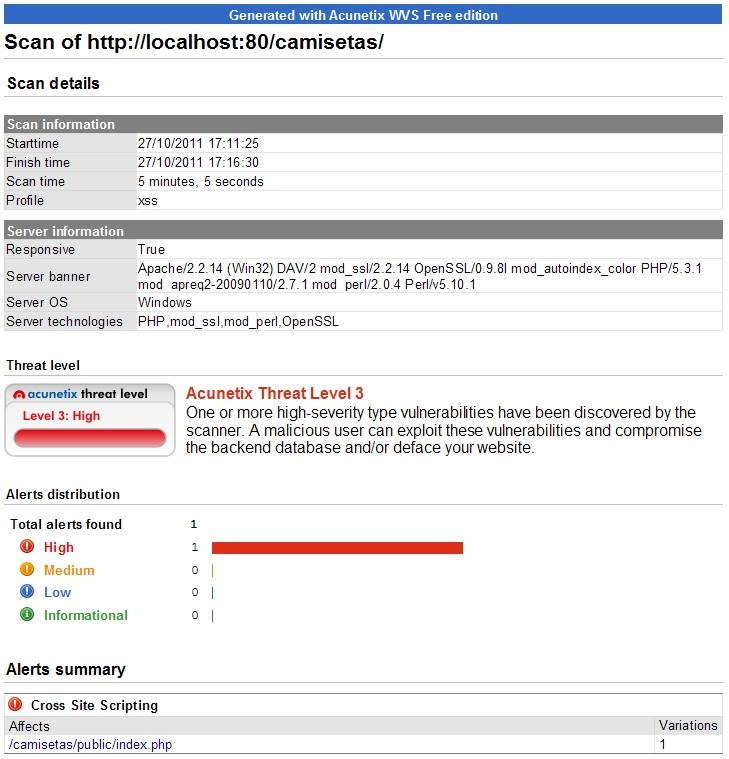 Generated with Acunetix WVS Free edition
Scan of http://localhost:80/camisetas/
Scan details
Scan information
Starttime 27/10/2011 17:11:25
Finish time 27/10/2011 17:16:30
Scan time 5 minutes, 5 seconds
Profile xss
Server information
Responsive True
Server banner Apache/2.2.14 (Win32) DAV/2 mod_ssl/2.2.14 OpenSSL/0.9.8l mod_autoindex_color PHP/5.3.1
mod_apreq2-20090110/2.7.1 mod_perl/2.0.4 Perl/v5.10.1
Server OS Windows
Server technologies PHP,mod_ssl,mod_perl,OpenSSL
Threat level
acunetix threat level
Level 3: High
Acunetix Threat Level 3
One or more high-severity type vulnerabilities have been discovered by the
scanner. A malicious user can exploit these vulnerabilities and compromise
the backend database and/or deface your website.
Alerts distribution
Total alerts found 1
High 1
Medium 0
Low 0
Informational 0
Alerts summary
Cross Site Scripting
Affects Variations
/camisetas/public/index.php 1